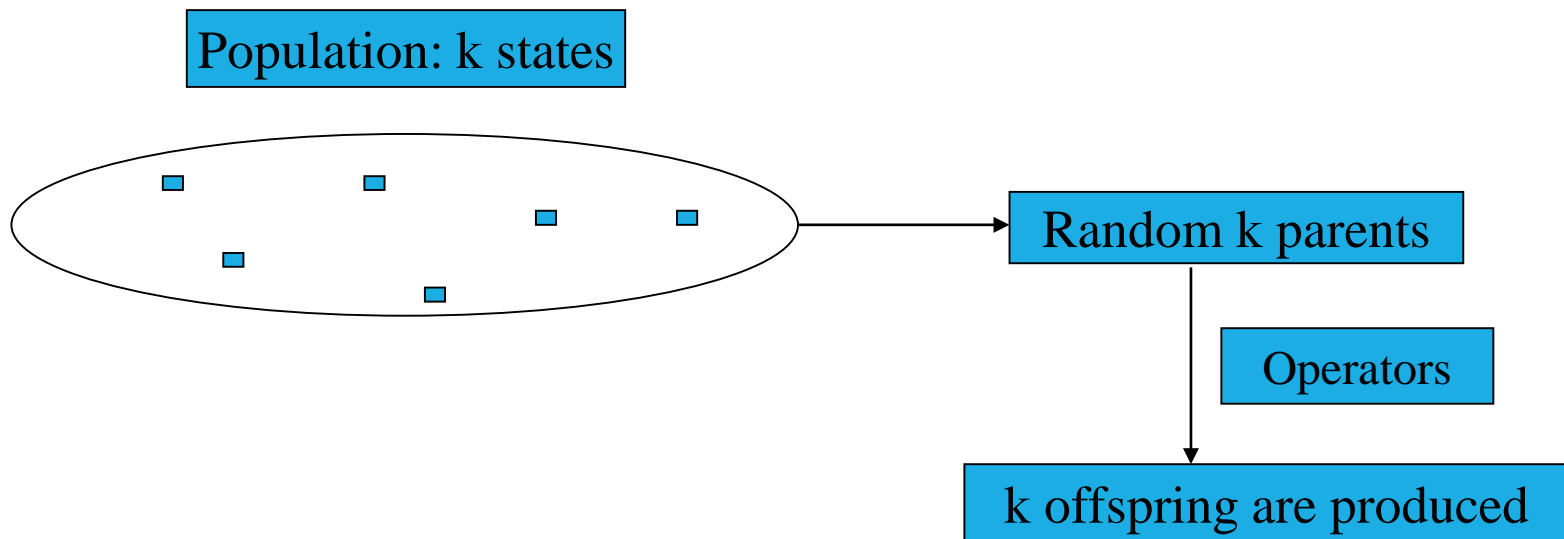 Population: k states
Random k parents
Operators
k offspring are produced